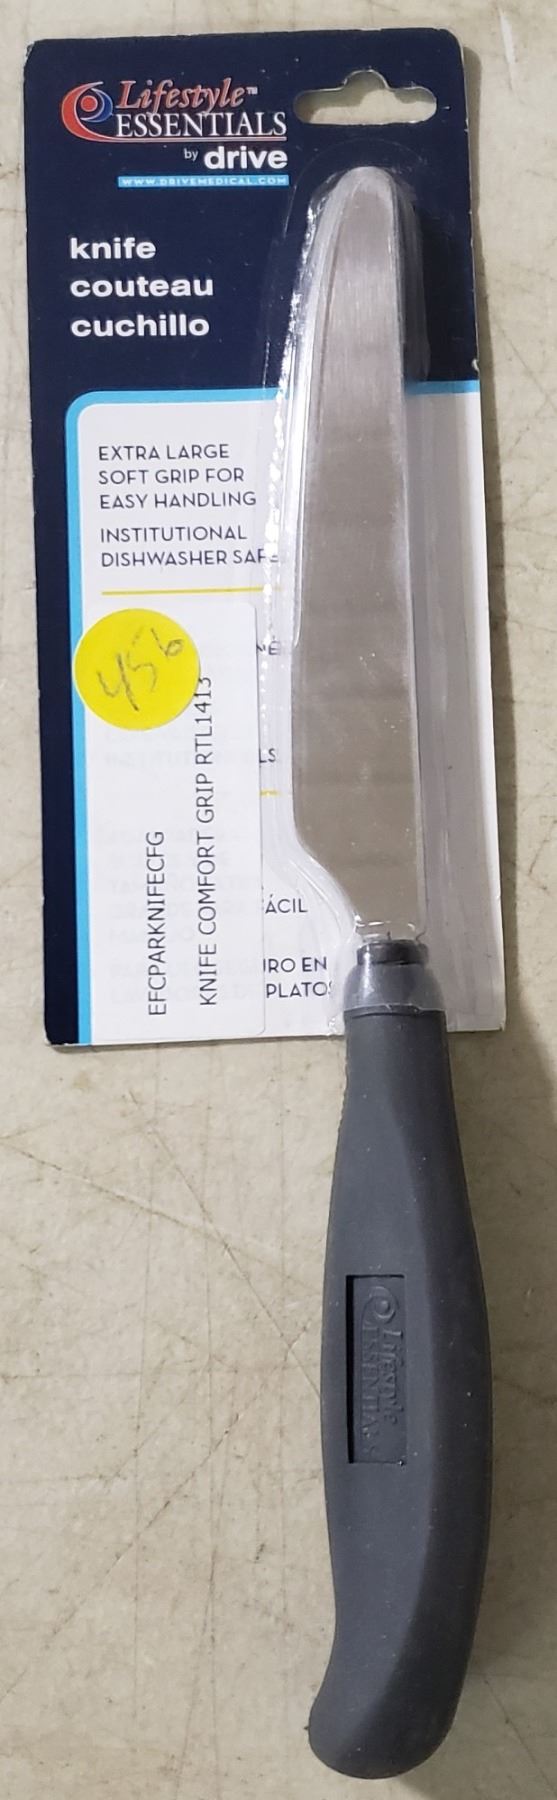 Lifestyle™
ESSENTIALS
by drive
WWW.DRIVEMEDICAL.COM
knife
couteau
cuchillo
EXTRA LARGE
SOFT GRIP FOR
EASY HANDLING
INSTITUTIONAL
DISHWASHER SAFE
456
EFCPARKNIFECFG
KNIFE COMFORT GRIP RTL1413
FÁCIL
URO EN
PLATOS
Lifestyle
ESSENTIALS